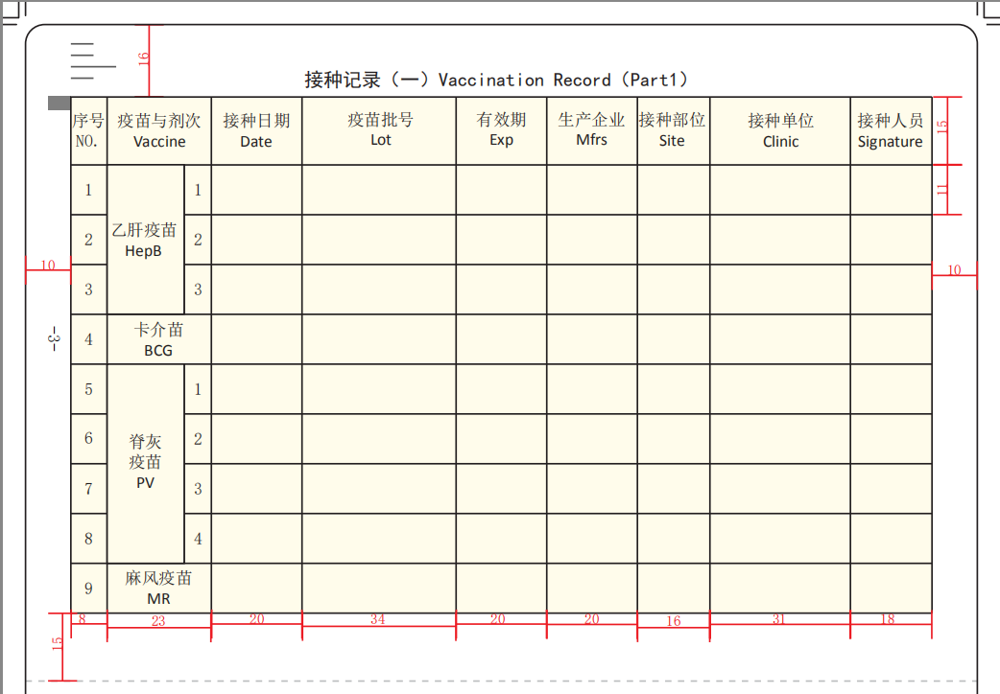 16
接种记录（一）Vaccination Record（Part1）
序号 疫苗与剂次 接种日期 疫苗批号 有效期 生产企业 接种部位 接种单位 接种人员
NO. Vaccine Date Lot Exp Mfrs Site Clinic Signature
15
1 1
11
乙肝疫苗
HepB
2 2
10
10
3 3
-3-
4 卡介苗
BCG
5 1
6 2
脊灰
疫苗
PV
7 3
8 4
9 麻风疫苗
MR
8 23 20 34 20 20 16 31 18
15